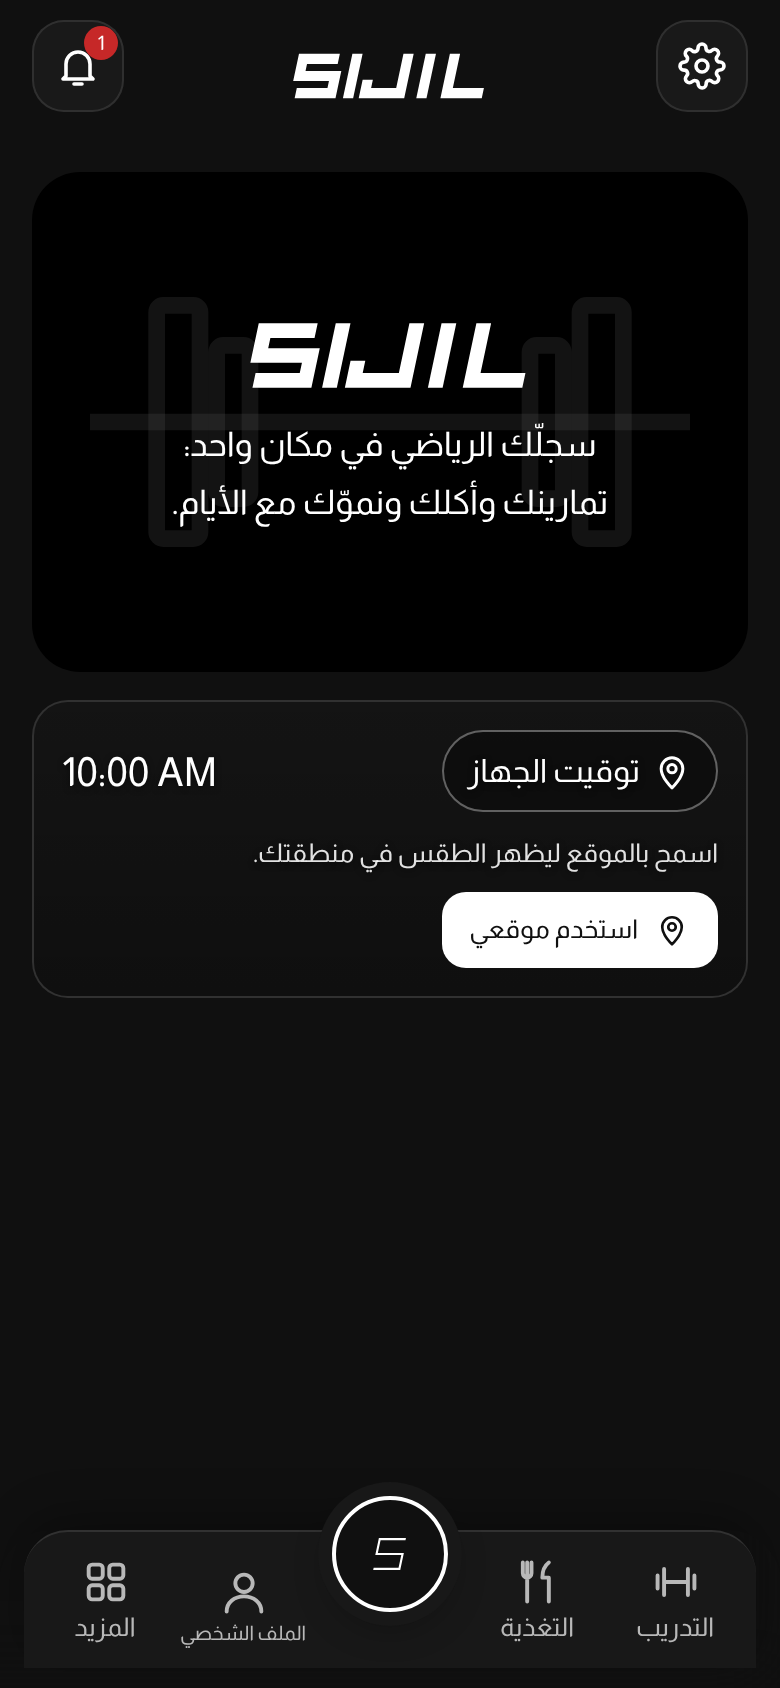 1
SIJIL
SIJIL
سجلّك الرياضي في مكان واحد:
تمارينك وأكلك ونموّك مع الأيام.
توقيت الجهاز
10:00 AM
اسمح بالموقع ليظهر الطقس في منطقتك.
استخدم موقعي
S
التدريب
التغذية
الملف الشخصي
المزيد